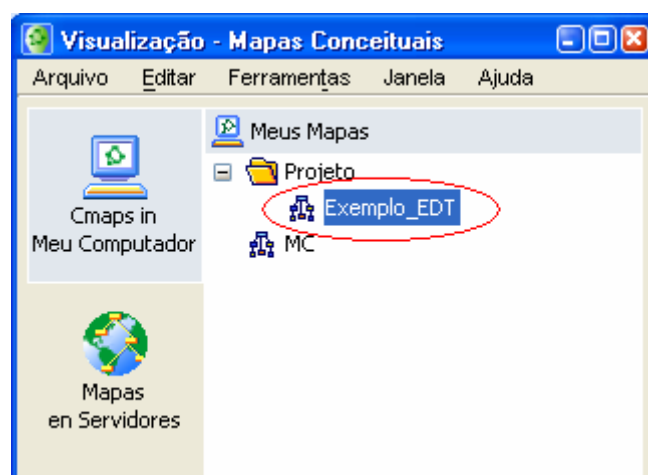 Visualização - Mapas Conceituais
Arquivo Editar Ferramentas Janela Ajuda
Cmaps in
Meu Computador
Mapas
en Servidores
Meus Mapas
Projeto
Exemplo_EDT
MC